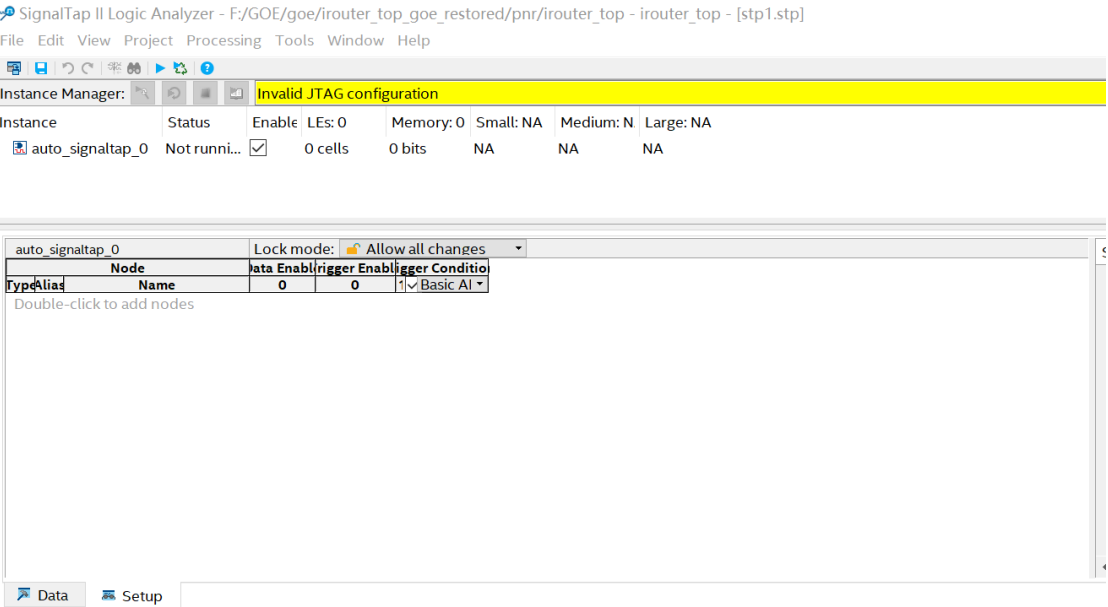 SignalTap II Logic Analyzer - F:/GOE/goe/irouter_top_goe_restored/pnr/irouter_top - irouter_top - [stp1.stp]
File Edit View Project Processing Tools Window Help
Instance Manager: Invalid JTAG configuration
Instance Status Enable LEs: 0 Memory: 0 Small: NA Medium: N Large: NA
auto_signaltap_0 Not runni... 0 cells 0 bits NA NA NA
auto_signaltap_0 Lock mode: Allow all changes
Node Data Enabl Trigger Enabl igger Conditio
Type Alias Name 0 0 1 Basic AI
Double-click to add nodes
Data Setup